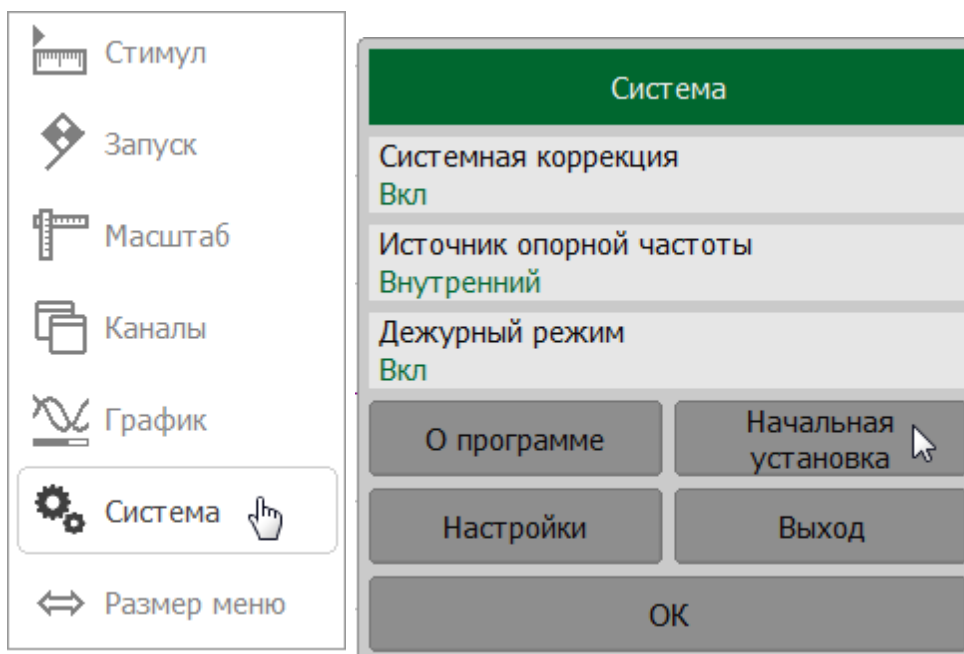 Стимул
Запуск
Масштаб
Каналы
График
Система
Размер меню
Система
Системная коррекция
Вкл
Источник опорной частоты
Внутренний
Дежурный режим
Вкл
О программе
Начальная
установка
Настройки
Выход
ОК